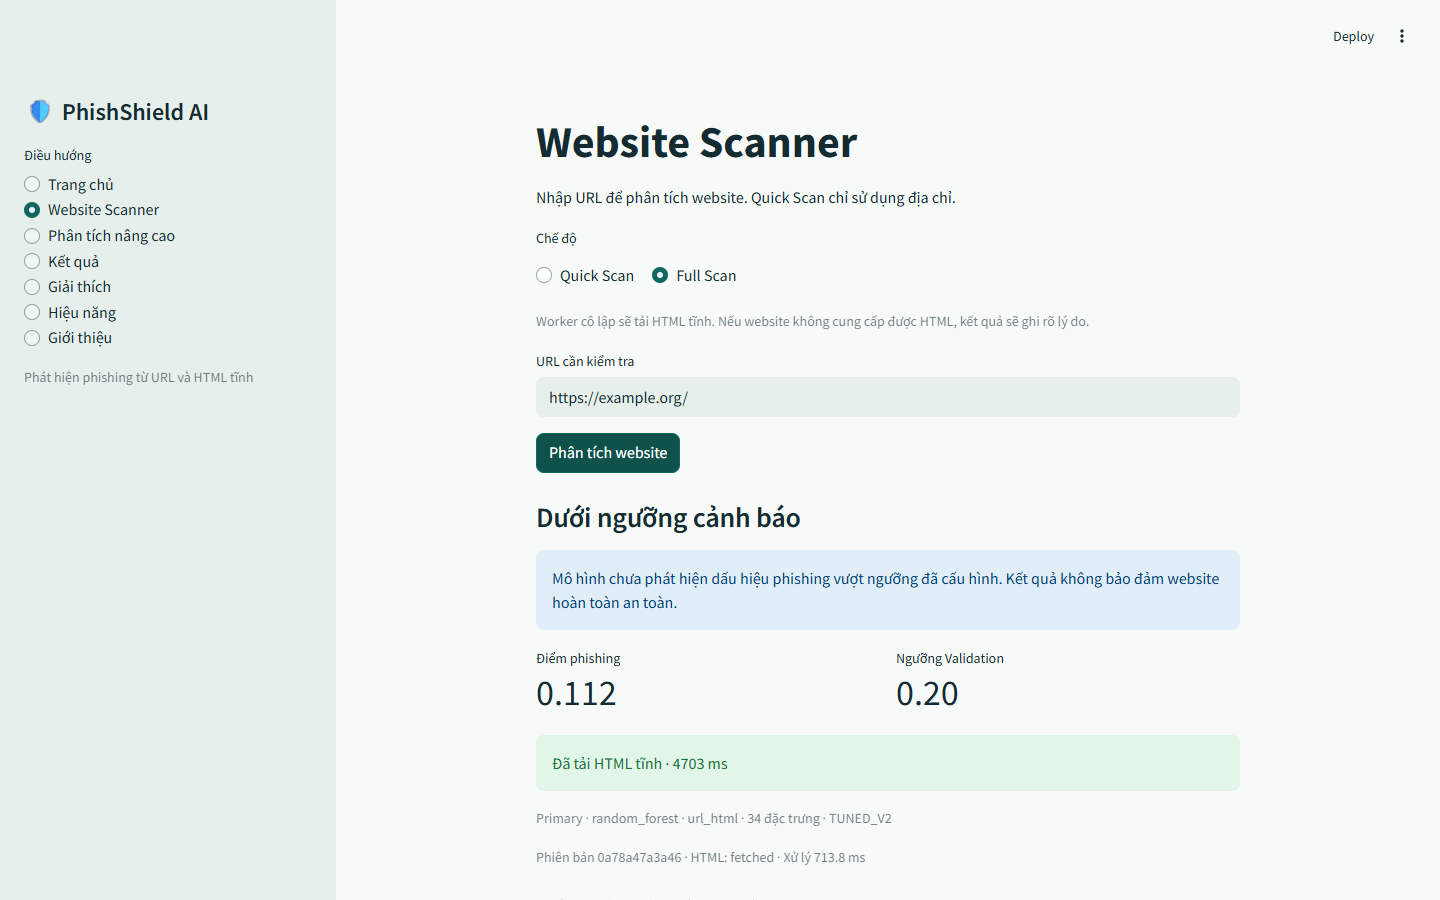 Deploy
PhishShield AI
Điều hướng
Trang chủ
Website Scanner
Phân tích nâng cao
Kết quả
Giải thích
Hiệu năng
Giới thiệu
Phát hiện phishing từ URL và HTML tĩnh
Website Scanner
Nhập URL để phân tích website. Quick Scan chỉ sử dụng địa chỉ.
Chế độ
Quick Scan
Full Scan
Worker cô lập sẽ tải HTML tĩnh. Nếu website không cung cấp được HTML, kết quả sẽ ghi rõ lý do.
URL cần kiểm tra
https://example.org/
Phân tích website
Dưới ngưỡng cảnh báo
Mô hình chưa phát hiện dấu hiệu phishing vượt ngưỡng đã cấu hình. Kết quả không bảo đảm website
hoàn toàn an toàn.
Điểm phishing
0.112
Ngưỡng Validation
0.20
Đã tải HTML tĩnh · 4703 ms
Primary · random_forest · url_html · 34 đặc trưng · TUNED_V2
Phiên bản 0a78a47a3a46 · HTML: fetched · Xử lý 713.8 ms